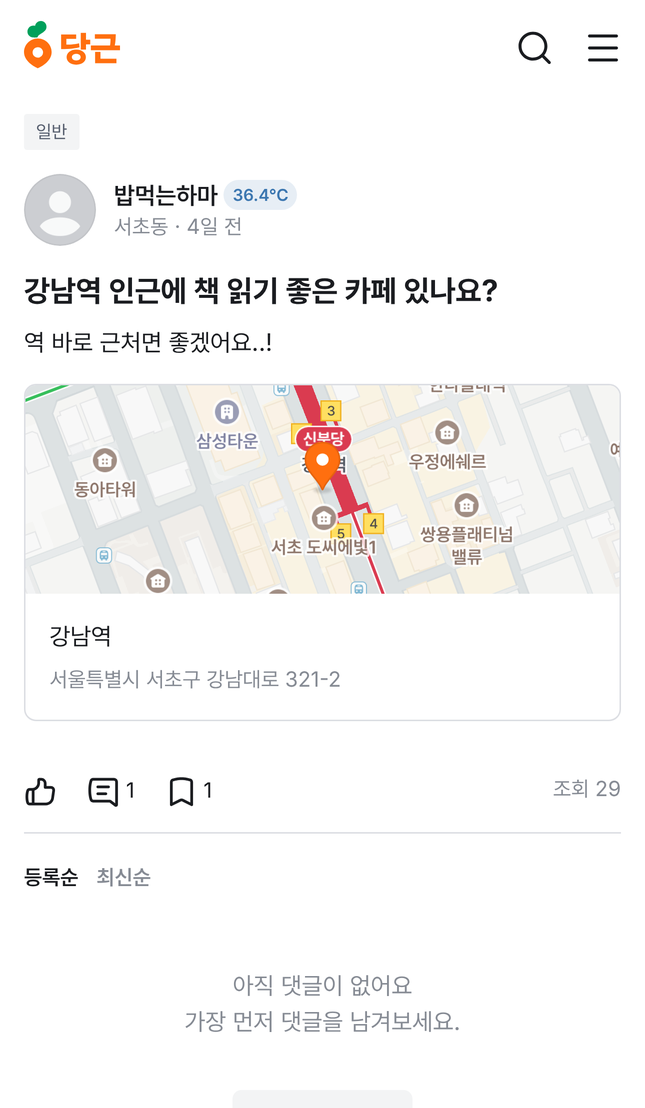 당근
일반
밥먹는하마 36.4°C
서초동 · 4일 전
강남역 인근에 책 읽기 좋은 카페 있나요?
역 바로 근처면 좋겠어요..!
3
삼성타운
신분당
우정에쉐르
동아타워
4
5
쌍용플래티넘
밸류
서초 도씨에빛1
강남역
서울특별시 서초구 강남대로 321-2
1
1
조회 29
등록순 최신순
아직 댓글이 없어요
가장 먼저 댓글을 남겨보세요.